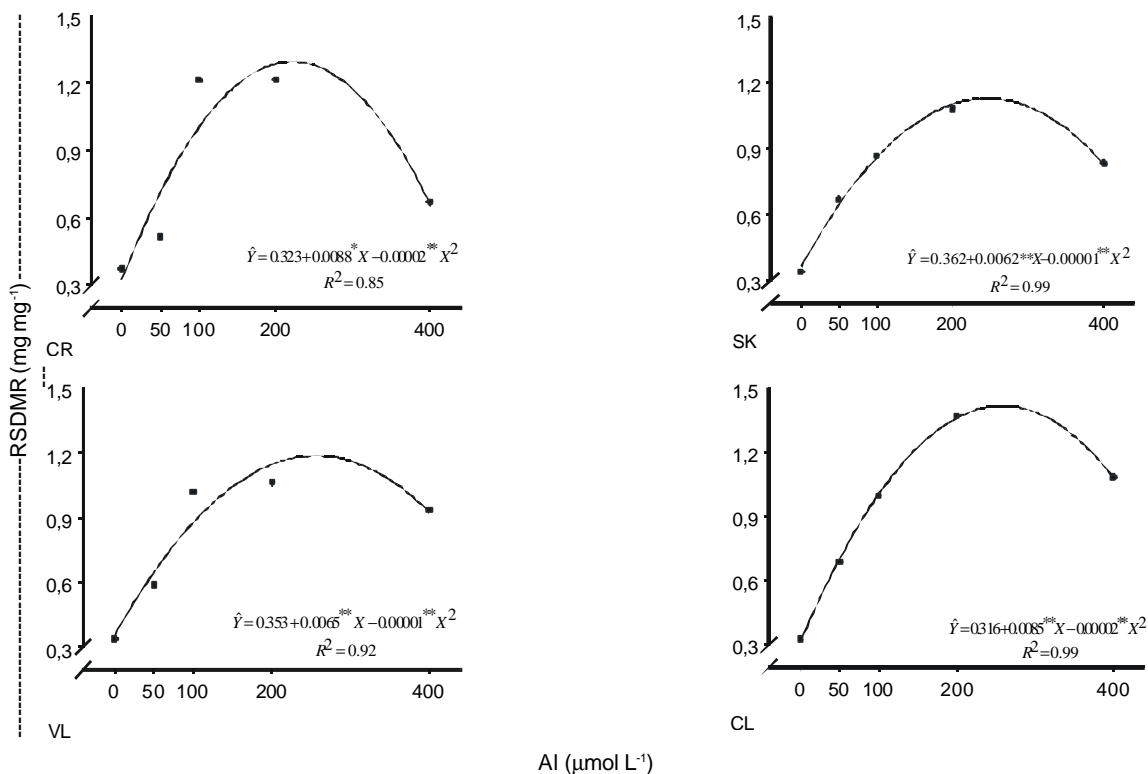 RSDMR (mg mg⁻¹)
1,5
1,2
0,9
0,6
0,3
Ŷ=0.323+0.0088*X−0.00002**X²
R²=0.85
0 50 100 200 400
CR
1,5
1,2
0,9
0,6
0,3
Ŷ=0.362+0.0062**X−0.00001**X²
R²=0.99
0 50 100 200 400
SK
1,5
1,2
0,9
0,6
0,3
Ŷ=0.353+0.0065**X−0.00001**X²
R²=0.92
0 50 100 200 400
VL
1,5
1,2
0,9
0,6
0,3
Ŷ=0.316+0.0085**X−0.00002**X²
R²=0.99
0 50 100 200 400
CL
Al (μmol L⁻¹)